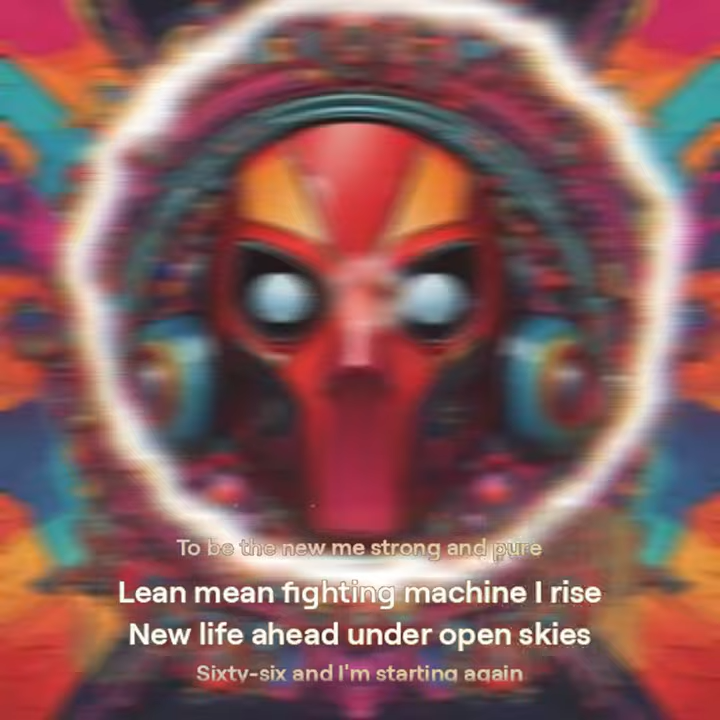 To be the new me strong and pure
Lean mean fighting machine I rise
New life ahead under open skies
Sixty-six and I'm starting again